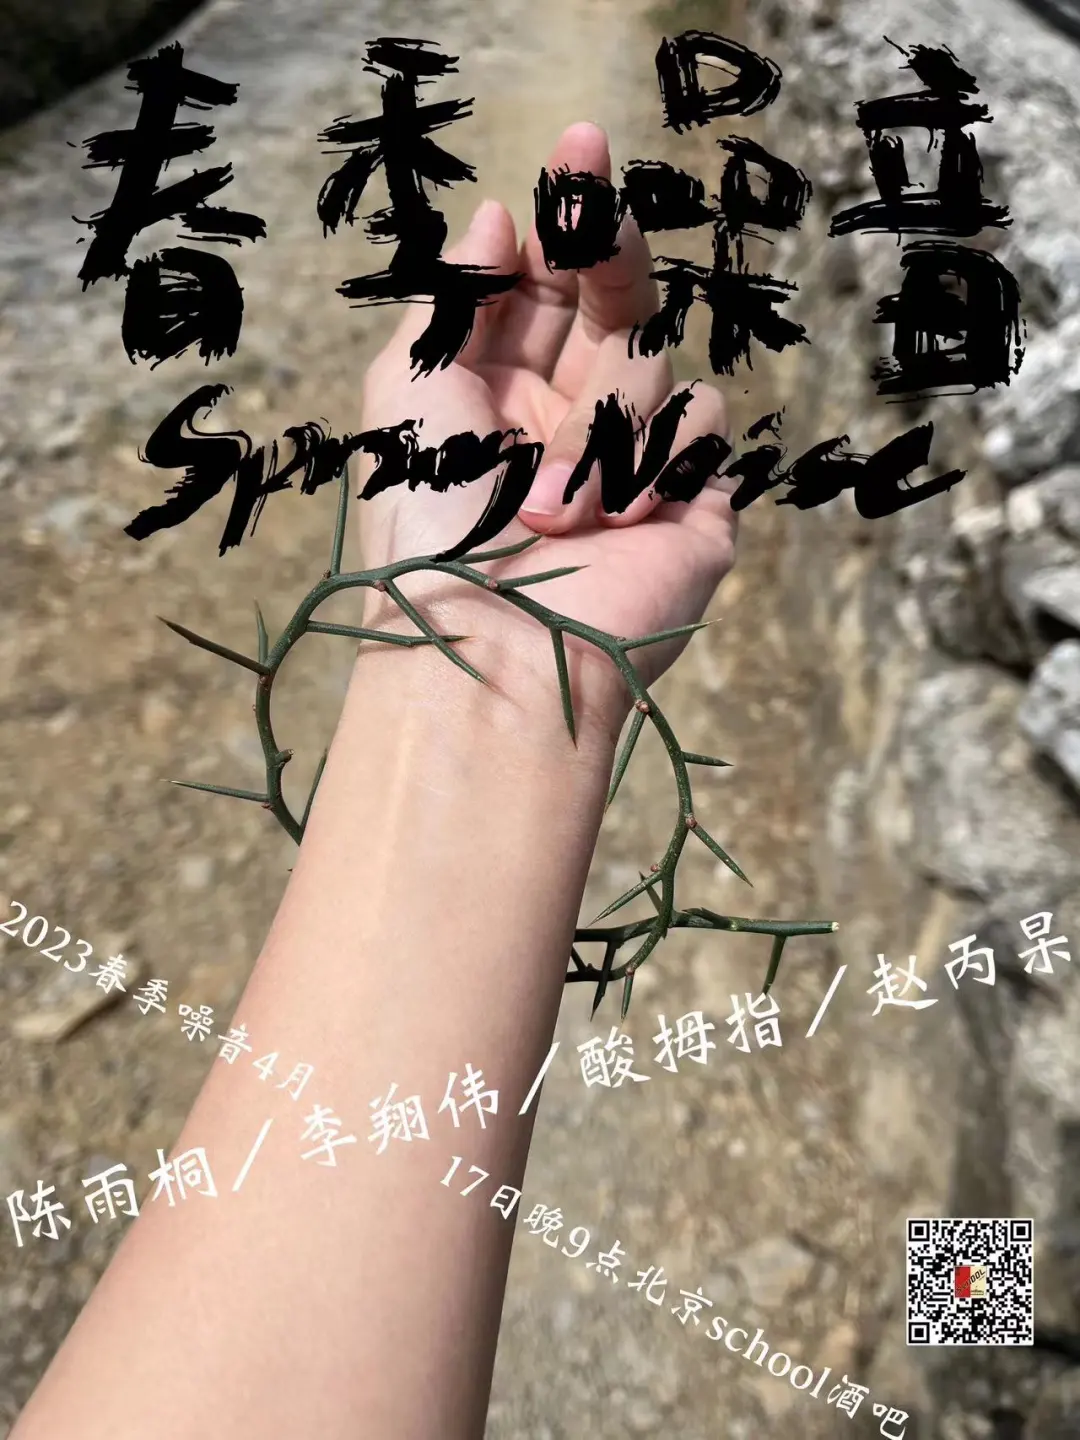 春季噪音
Spring Noise
2023春季噪音4月
17日晚9点北京school酒吧
陈雨桐/李翔伟/酸拇指/赵丙杲
SCHOOL